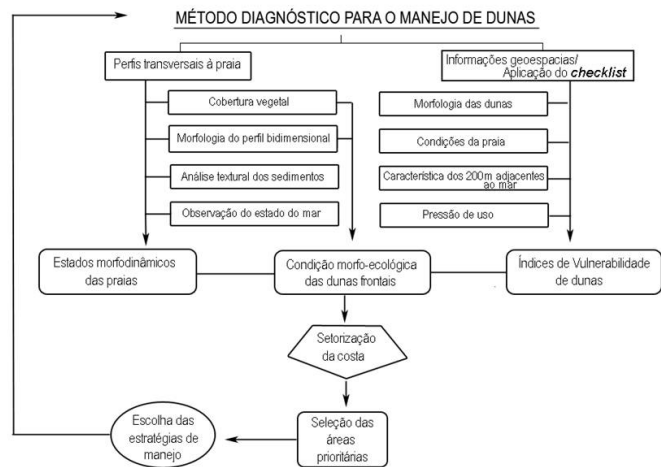 MÉTODO DIAGNÓSTICO PARA O MANEJO DE DUNAS
Perfis transversais à praia
Informações geoespacias/
Aplicação do checklist
Cobertura vegetal
Morfologia do perfil bidimensional
Análise textural dos sedimentos
Observação do estado do mar
Morfologia das dunas
Condições da praia
Característica dos 200m adjacentes
ao mar
Pressão de uso
Estados morfodinâmicos
das praias
Condição morfo-ecológica
das dunas frontais
Índices de Vulnerabilidade
de dunas
Setorização
da costa
Seleção das
áreas
prioritárias
Escolha das
estratégias de
manejo